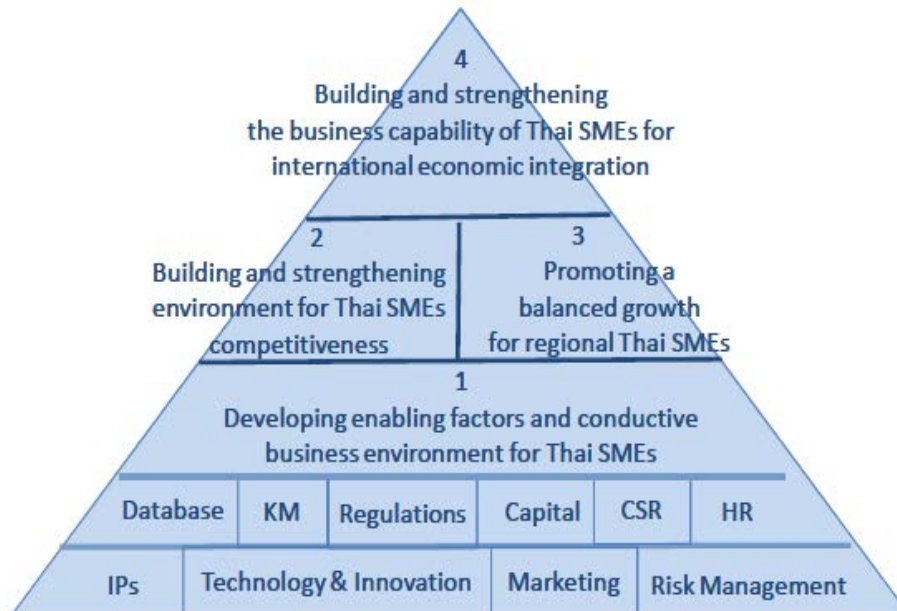 4
Building and strengthening
the business capability of Thai SMEs for
international economic integration
2
Building and strengthening
environment for Thai SMEs
competitiveness
3
Promoting a
balanced growth
for regional Thai SMEs
1
Developing enabling factors and conductive
business environment for Thai SMEs
Database KM Regulations Capital CSR HR
IPs Technology & Innovation Marketing Risk Management